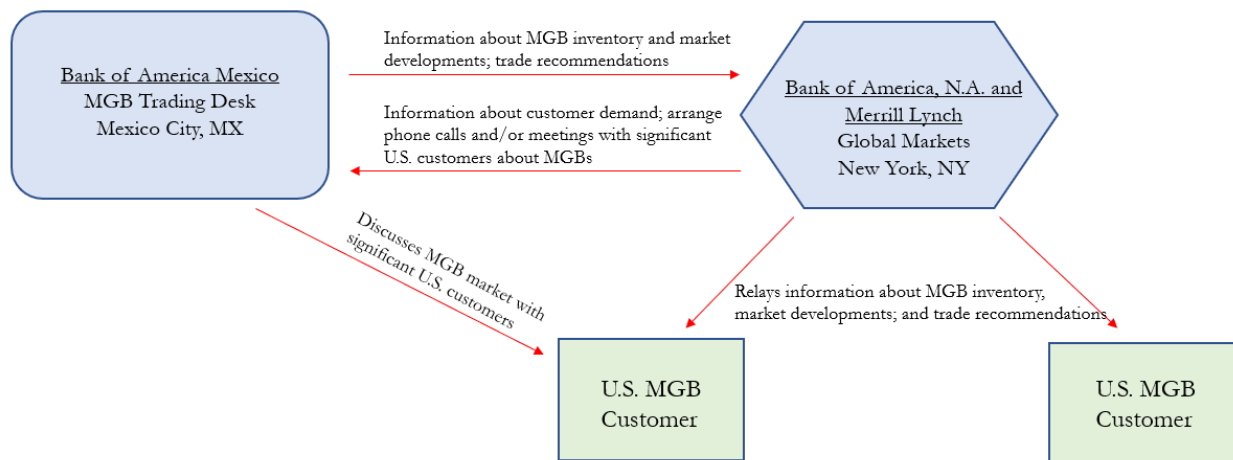 Bank of America Mexico
MGB Trading Desk
Mexico City, MX
Information about MGB inventory and market
developments; trade recommendations
Information about customer demand; arrange
phone calls and/or meetings with significant
U.S. customers about MGBs
Bank of America, N.A. and
Merrill Lynch
Global Markets
New York, NY
Discusses MGB market with
significant U.S. customers
Relays information about MGB inventory,
market developments; and trade recommendations
U.S. MGB
Customer
U.S. MGB
Customer